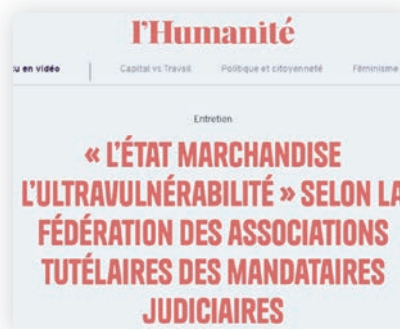 l'Humanité
u en vidéo | Capital vs Travail Politique et citoyenneté Féminisme
Entretien
« L'ÉTAT MARCHANDISE
L'ULTRAVULNÉRABILITÉ » SELON LA
FÉDÉRATION DES ASSOCIATIONS
TUTÉLAIRES DES MANDATAIRES
JUDICIAIRES